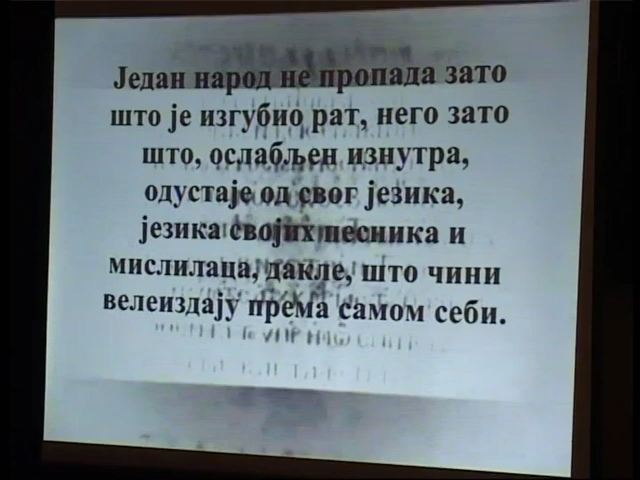 Један народ не пропада зато
што је изгубио рат, него зато
што, ослабљен изнутра,
одустаје од свог језика,
језика својих песника и
мислилаца, дакле, што чини
велеиздају према самом себи.